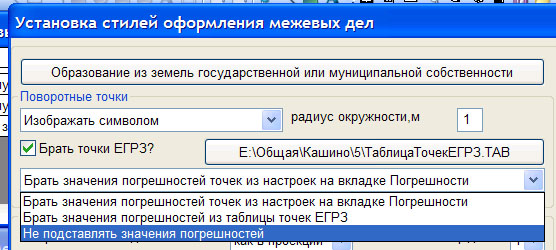 Установка стилей оформления межевых дел
Образование из земель государственной или муниципальной собственности
Поворотные точки
Изображать символом
радиус окружности,м
1
Брать точки ЕГРЗ?
E:\Общая\Кашино\5\ТаблицаТочекЕГРЗ.TAB
Брать значения погрешностей точек из настроек на вкладке Погрешности
Брать значения погрешностей точек из настроек на вкладке Погрешности
Брать значения погрешностей из таблицы точек ЕГРЗ
Не подставлять значения погрешностей